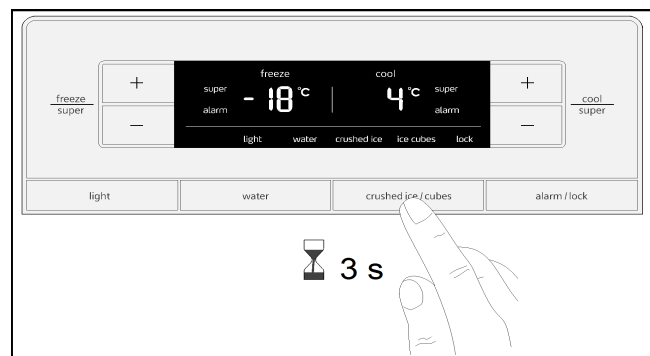 freeze cool
+ super -18 °C 4 °C super +
freeze
super
cool
super
− alarm alarm −
light water crushed ice ice cubes lock
light water crushed ice / cubes alarm / lock
3 s